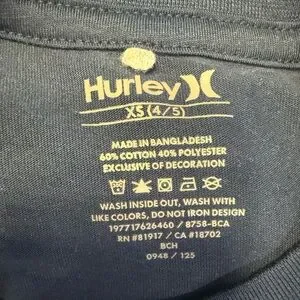 Hurley
XS (4/5)
MADE IN BANGLADESH
60% COTTON 40% POLYESTER
EXCLUSIVE OF DECORATION
WASH INSIDE OUT, WASH WITH
LIKE COLORS, DO NOT IRON DESIGN
197717626460 / 8758-BCA
RN #81917 / CA #18702
BCH
0948 / 125